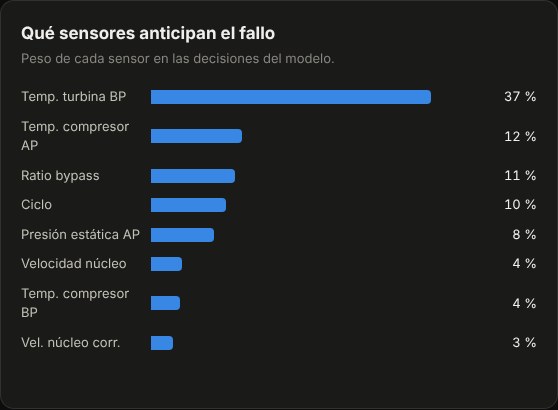 Qué sensores anticipan el fallo
Peso de cada sensor en las decisiones del modelo.
Temp. turbina BP 37 %
Temp. compresor
AP 12 %
Ratio bypass 11 %
Ciclo 10 %
Presión estática AP 8 %
Velocidad núcleo 4 %
Temp. compresor
BP 4 %
Vel. núcleo corr. 3 %